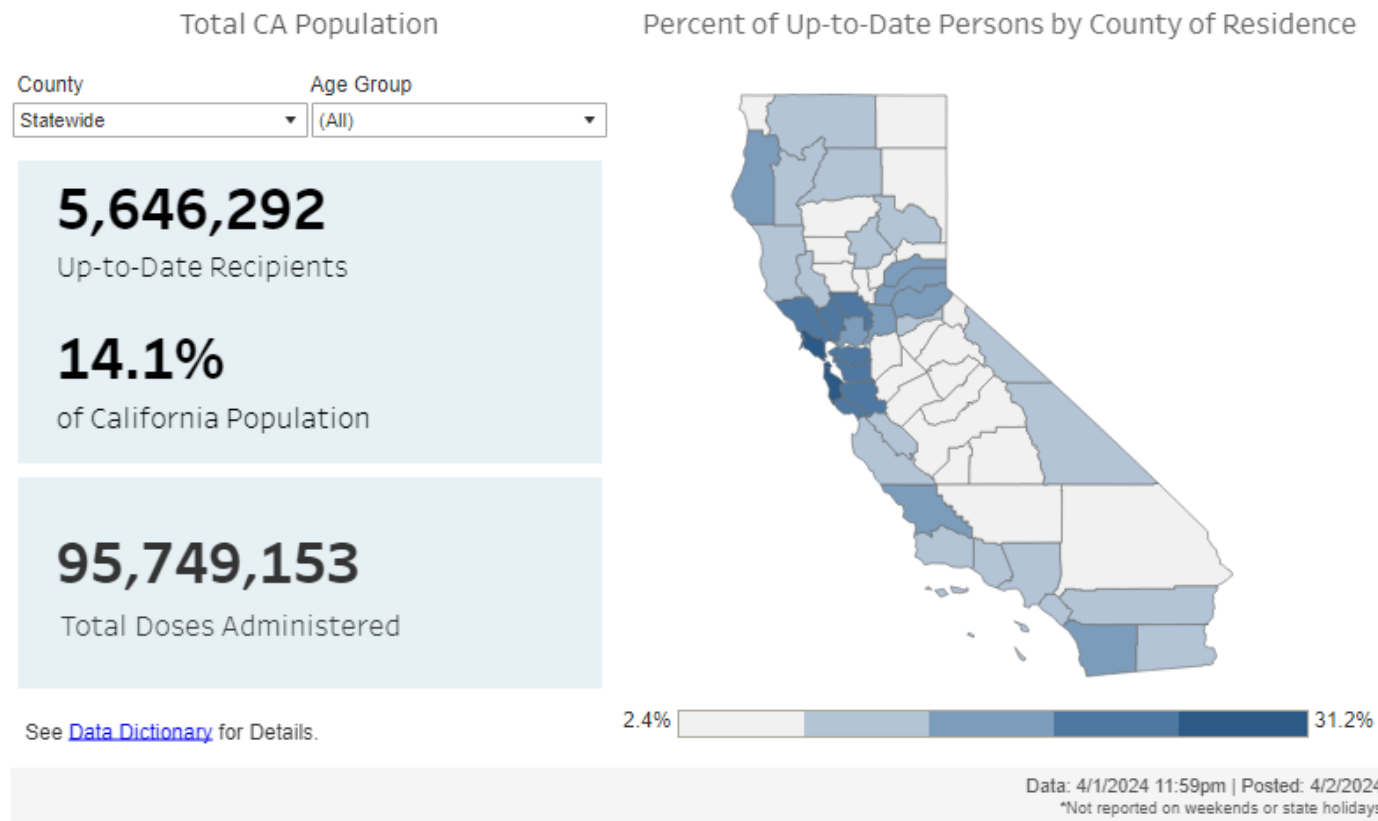 Total CA Population
Percent of Up-to-Date Persons by County of Residence
County
Age Group
Statewide
(All)
5,646,292
Up-to-Date Recipients
14.1%
of California Population
95,749,153
Total Doses Administered
See Data Dictionary for Details.
2.4%
31.2%
Data: 4/1/2024 11:59pm | Posted: 4/2/2024
*Not reported on weekends or state holidays